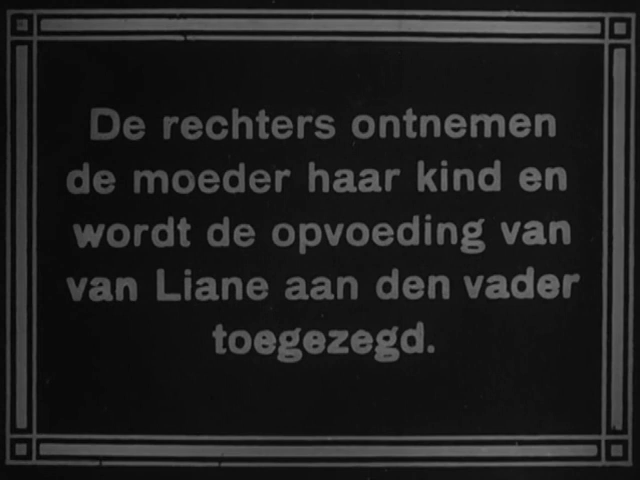 De rechters ontnemen
de moeder haar kind en
wordt de opvoeding van
van Liane aan den vader
toegezegd.